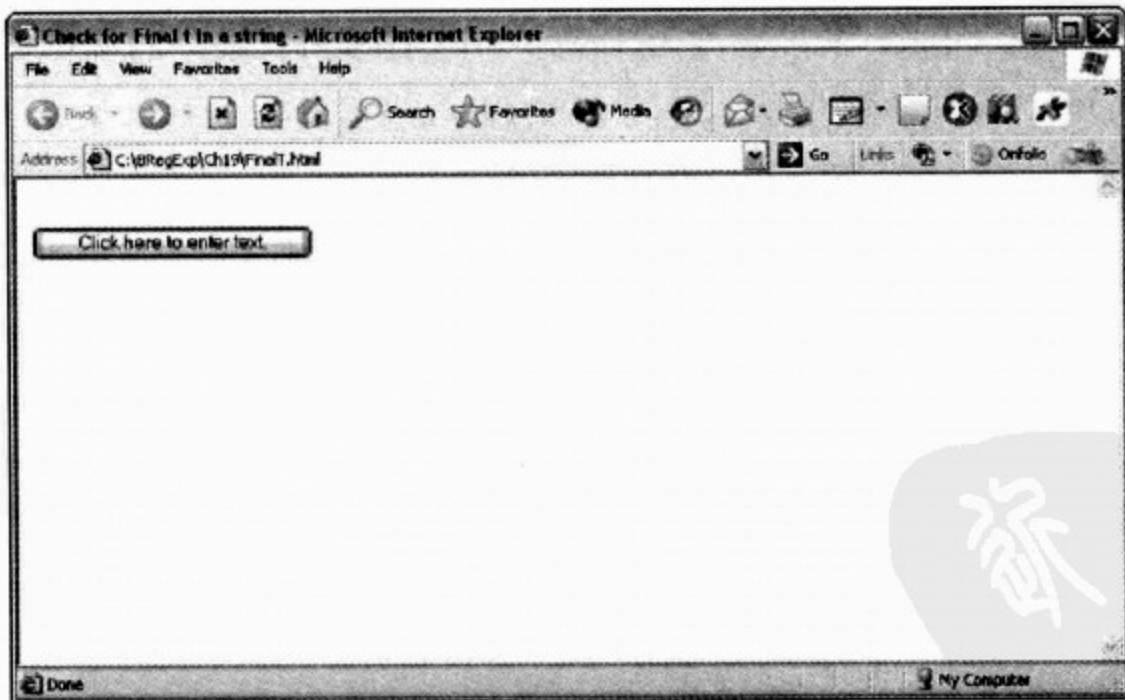 Check for Final t in a string - Microsoft Internet Explorer
File Edit View Favorites Tools Help
Back Search Favorites Media
Address C:\BRegExp\Ch19\FinalT.html Go Links Onfolio
Click here to enter text.
Done My Computer